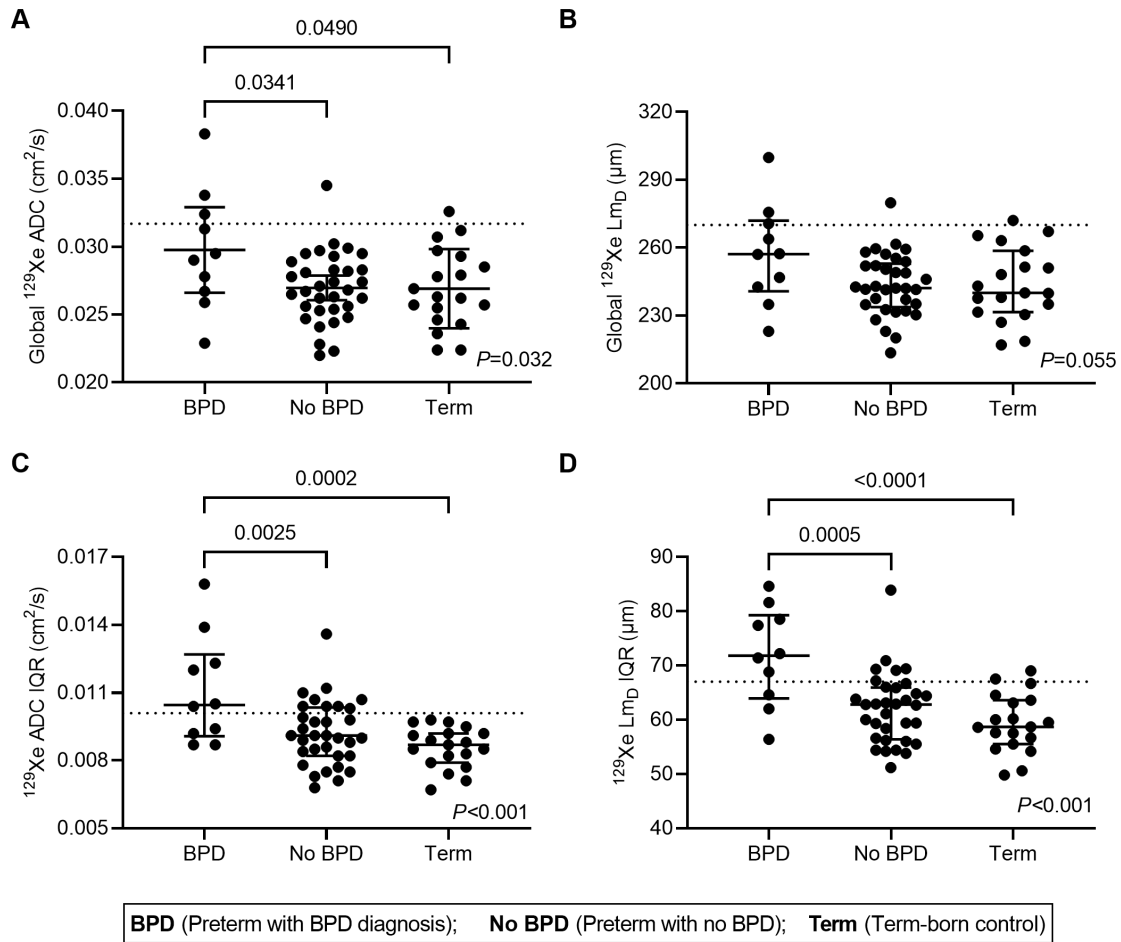 A
0.0490
0.0341
Global ¹²⁹Xe ADC (cm²/s)
0.040
0.035
0.030
0.025
0.020
P=0.032
BPD No BPD Term
B
Global ¹²⁹Xe Lm_D (µm)
320
290
260
230
200
P=0.055
BPD No BPD Term
C
0.0002
0.0025
¹²⁹Xe ADC IQR (cm²/s)
0.017
0.014
0.011
0.008
0.005
P<0.001
BPD No BPD Term
D
<0.0001
0.0005
¹²⁹Xe Lm_D IQR (µm)
90
80
70
60
50
40
P<0.001
BPD No BPD Term
BPD (Preterm with BPD diagnosis); No BPD (Preterm with no BPD); Term (Term-born control)